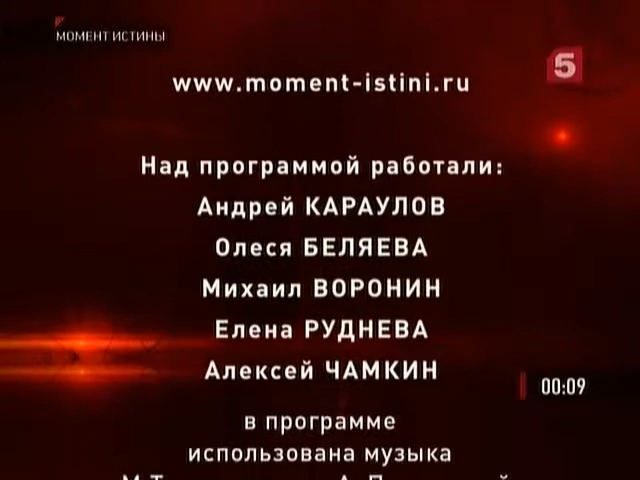 МОМЕНТ ИСТИНЫ
5
www.moment-istini.ru
Над программой работали:
Андрей КАРАУЛОВ
Олеся БЕЛЯЕВА
Михаил ВОРОНИН
Елена РУДНЕВА
Алексей ЧАМКИН
00:09
в программе
использована музыка